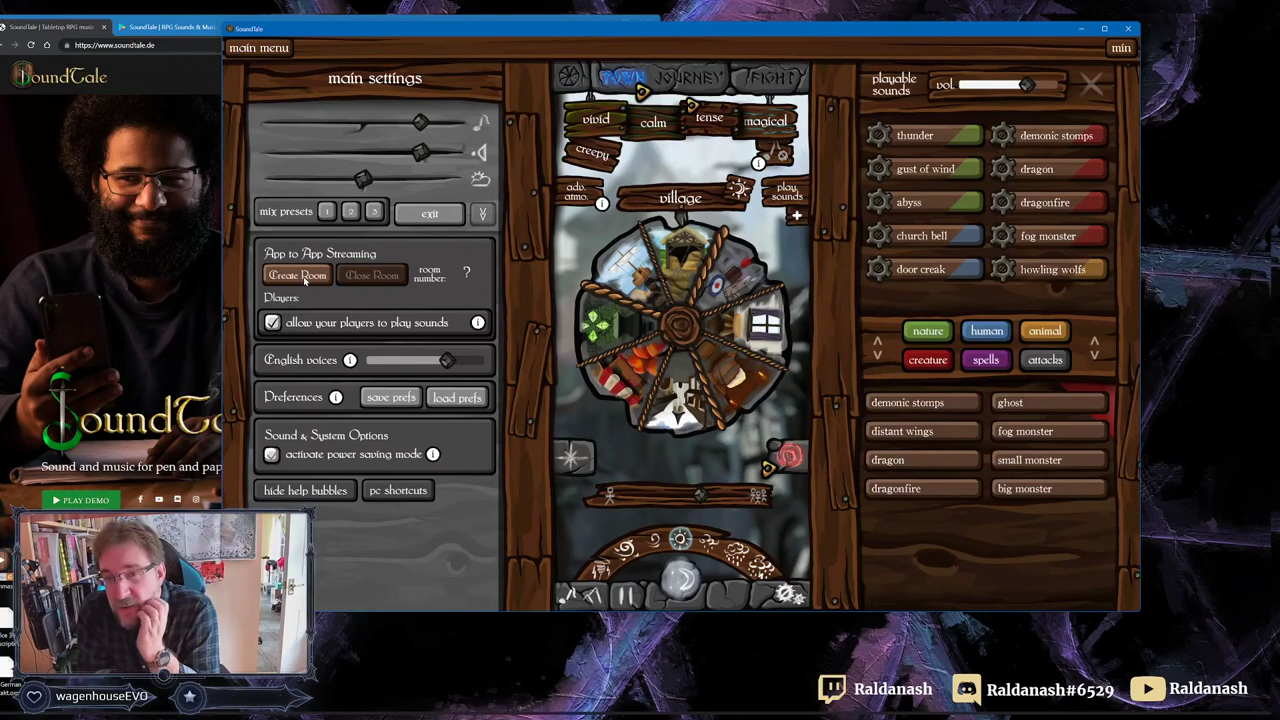 SoundTale | Tabletop RPG music
SoundTale | RPG Sounds & Mus
https://www.soundtale.de
SoundTale
SoundTale
main menu
min
main settings
mix presets 1 2 3 exit
App to App Streaming
Create Room Close Room room number: ?
Players:
allow your players to play sounds i
English voices i
Preferences i save prefs load prefs
Sound & System Options
activate power saving mode i
hide help bubbles pc shortcuts
TOWN JOURNEY FIGHT
vivid calm tense magical
creepy
i
adv. atmo. i village play sounds +
playable sounds vol.
thunder demonic stomps
gust of wind dragon
abyss dragonfire
church bell fog monster
door creak howling wolfs
nature human animal
creature spells attacks
demonic stomps ghost
distant wings fog monster
dragon small monster
dragonfire big monster
SoundT
Sound and music for pen and pap
PLAY DEMO
wagenhouseEVO
Raldanash Raldanash#6529 Raldanash